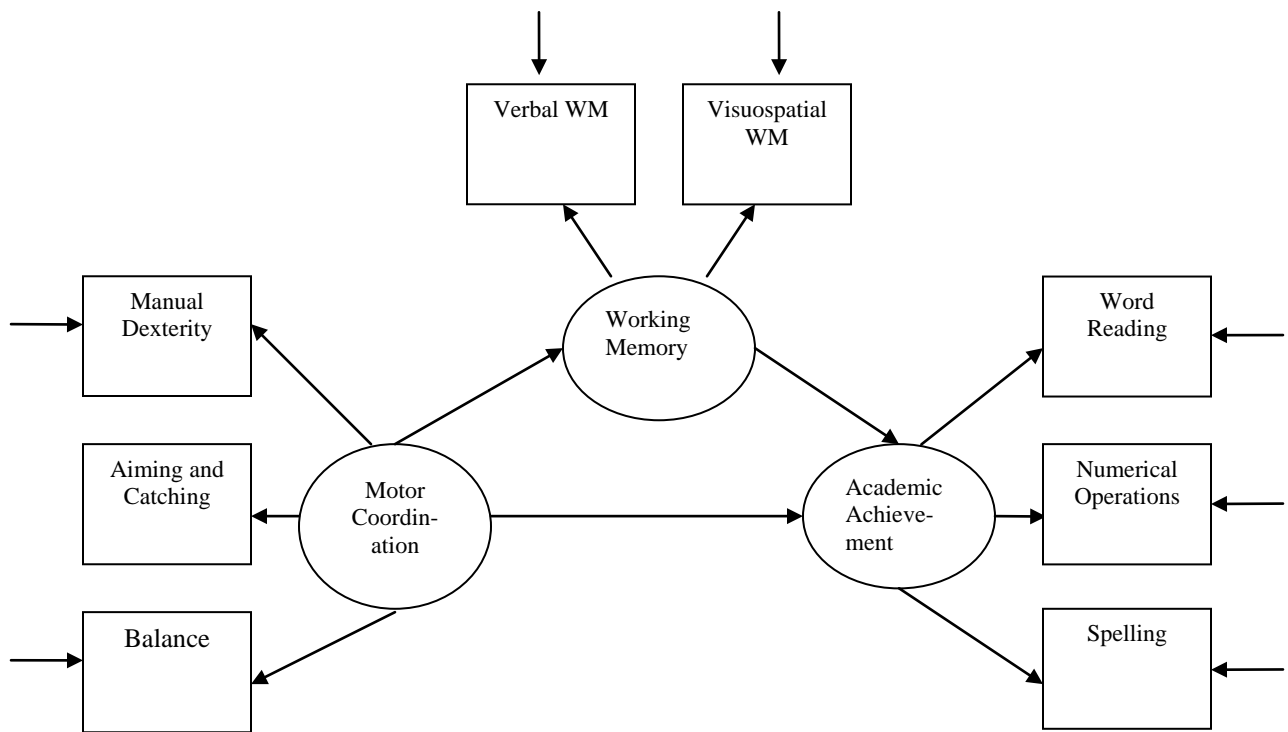 Verbal WM
Visuospatial
WM
Manual
Dexterity
Working
Memory
Word
Reading
Aiming and
Catching
Motor
Coordin-
ation
Academic
Achieve-
ment
Numerical
Operations
Balance
Spelling